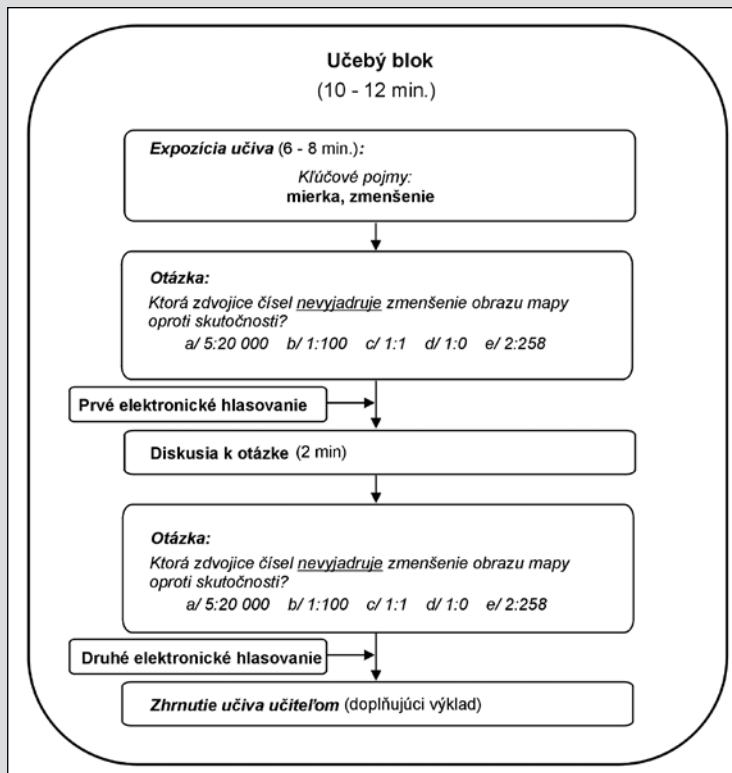 Učebý blok
(10 - 12 min.)
Expozícia učiva (6 - 8 min.):
Kľúčové pojmy:
mierka, zmenšenie
Otázka:
Ktorá zdvojice čísel nevyjadruje zmenšenie obrazu mapy
oproti skutočnosti?
a/ 5:20 000 b/ 1:100 c/ 1:1 d/ 1:0 e/ 2:258
Prvé elektronické hlasovanie
Diskusia k otázke (2 min)
Otázka:
Ktorá zdvojice čísel nevyjadruje zmenšenie obrazu mapy
oproti skutočnosti?
a/ 5:20 000 b/ 1:100 c/ 1:1 d/ 1:0 e/ 2:258
Druhé elektronické hlasovanie
Zhrnutie učiva učiteľom (doplňujúci výklad)